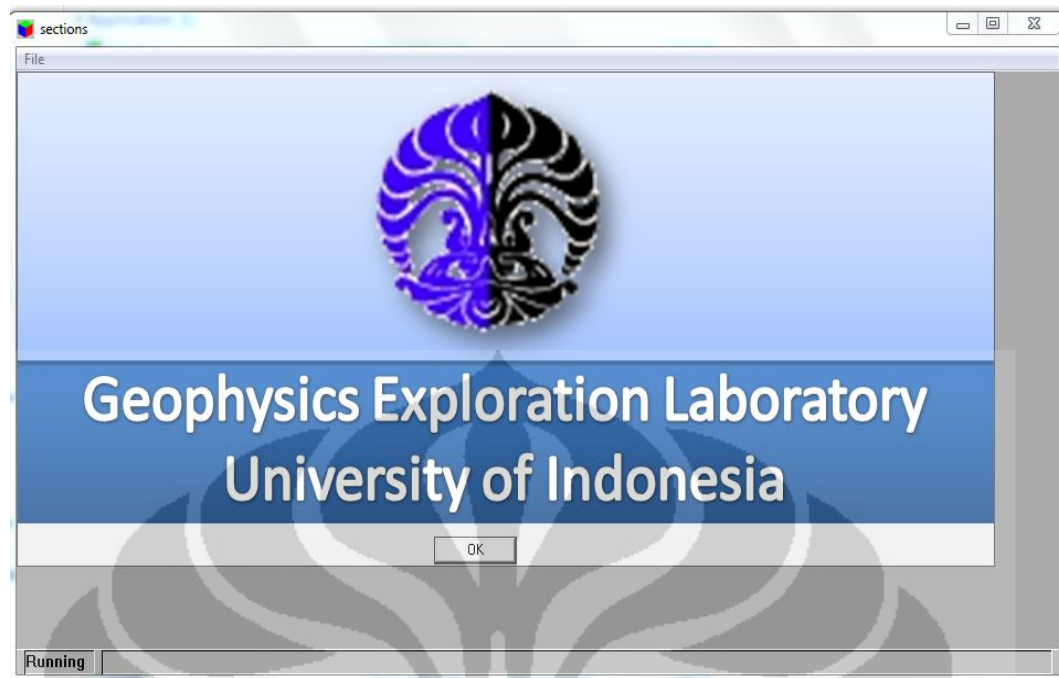 sections
File
Geophysics Exploration Laboratory
University of Indonesia
OK
Running